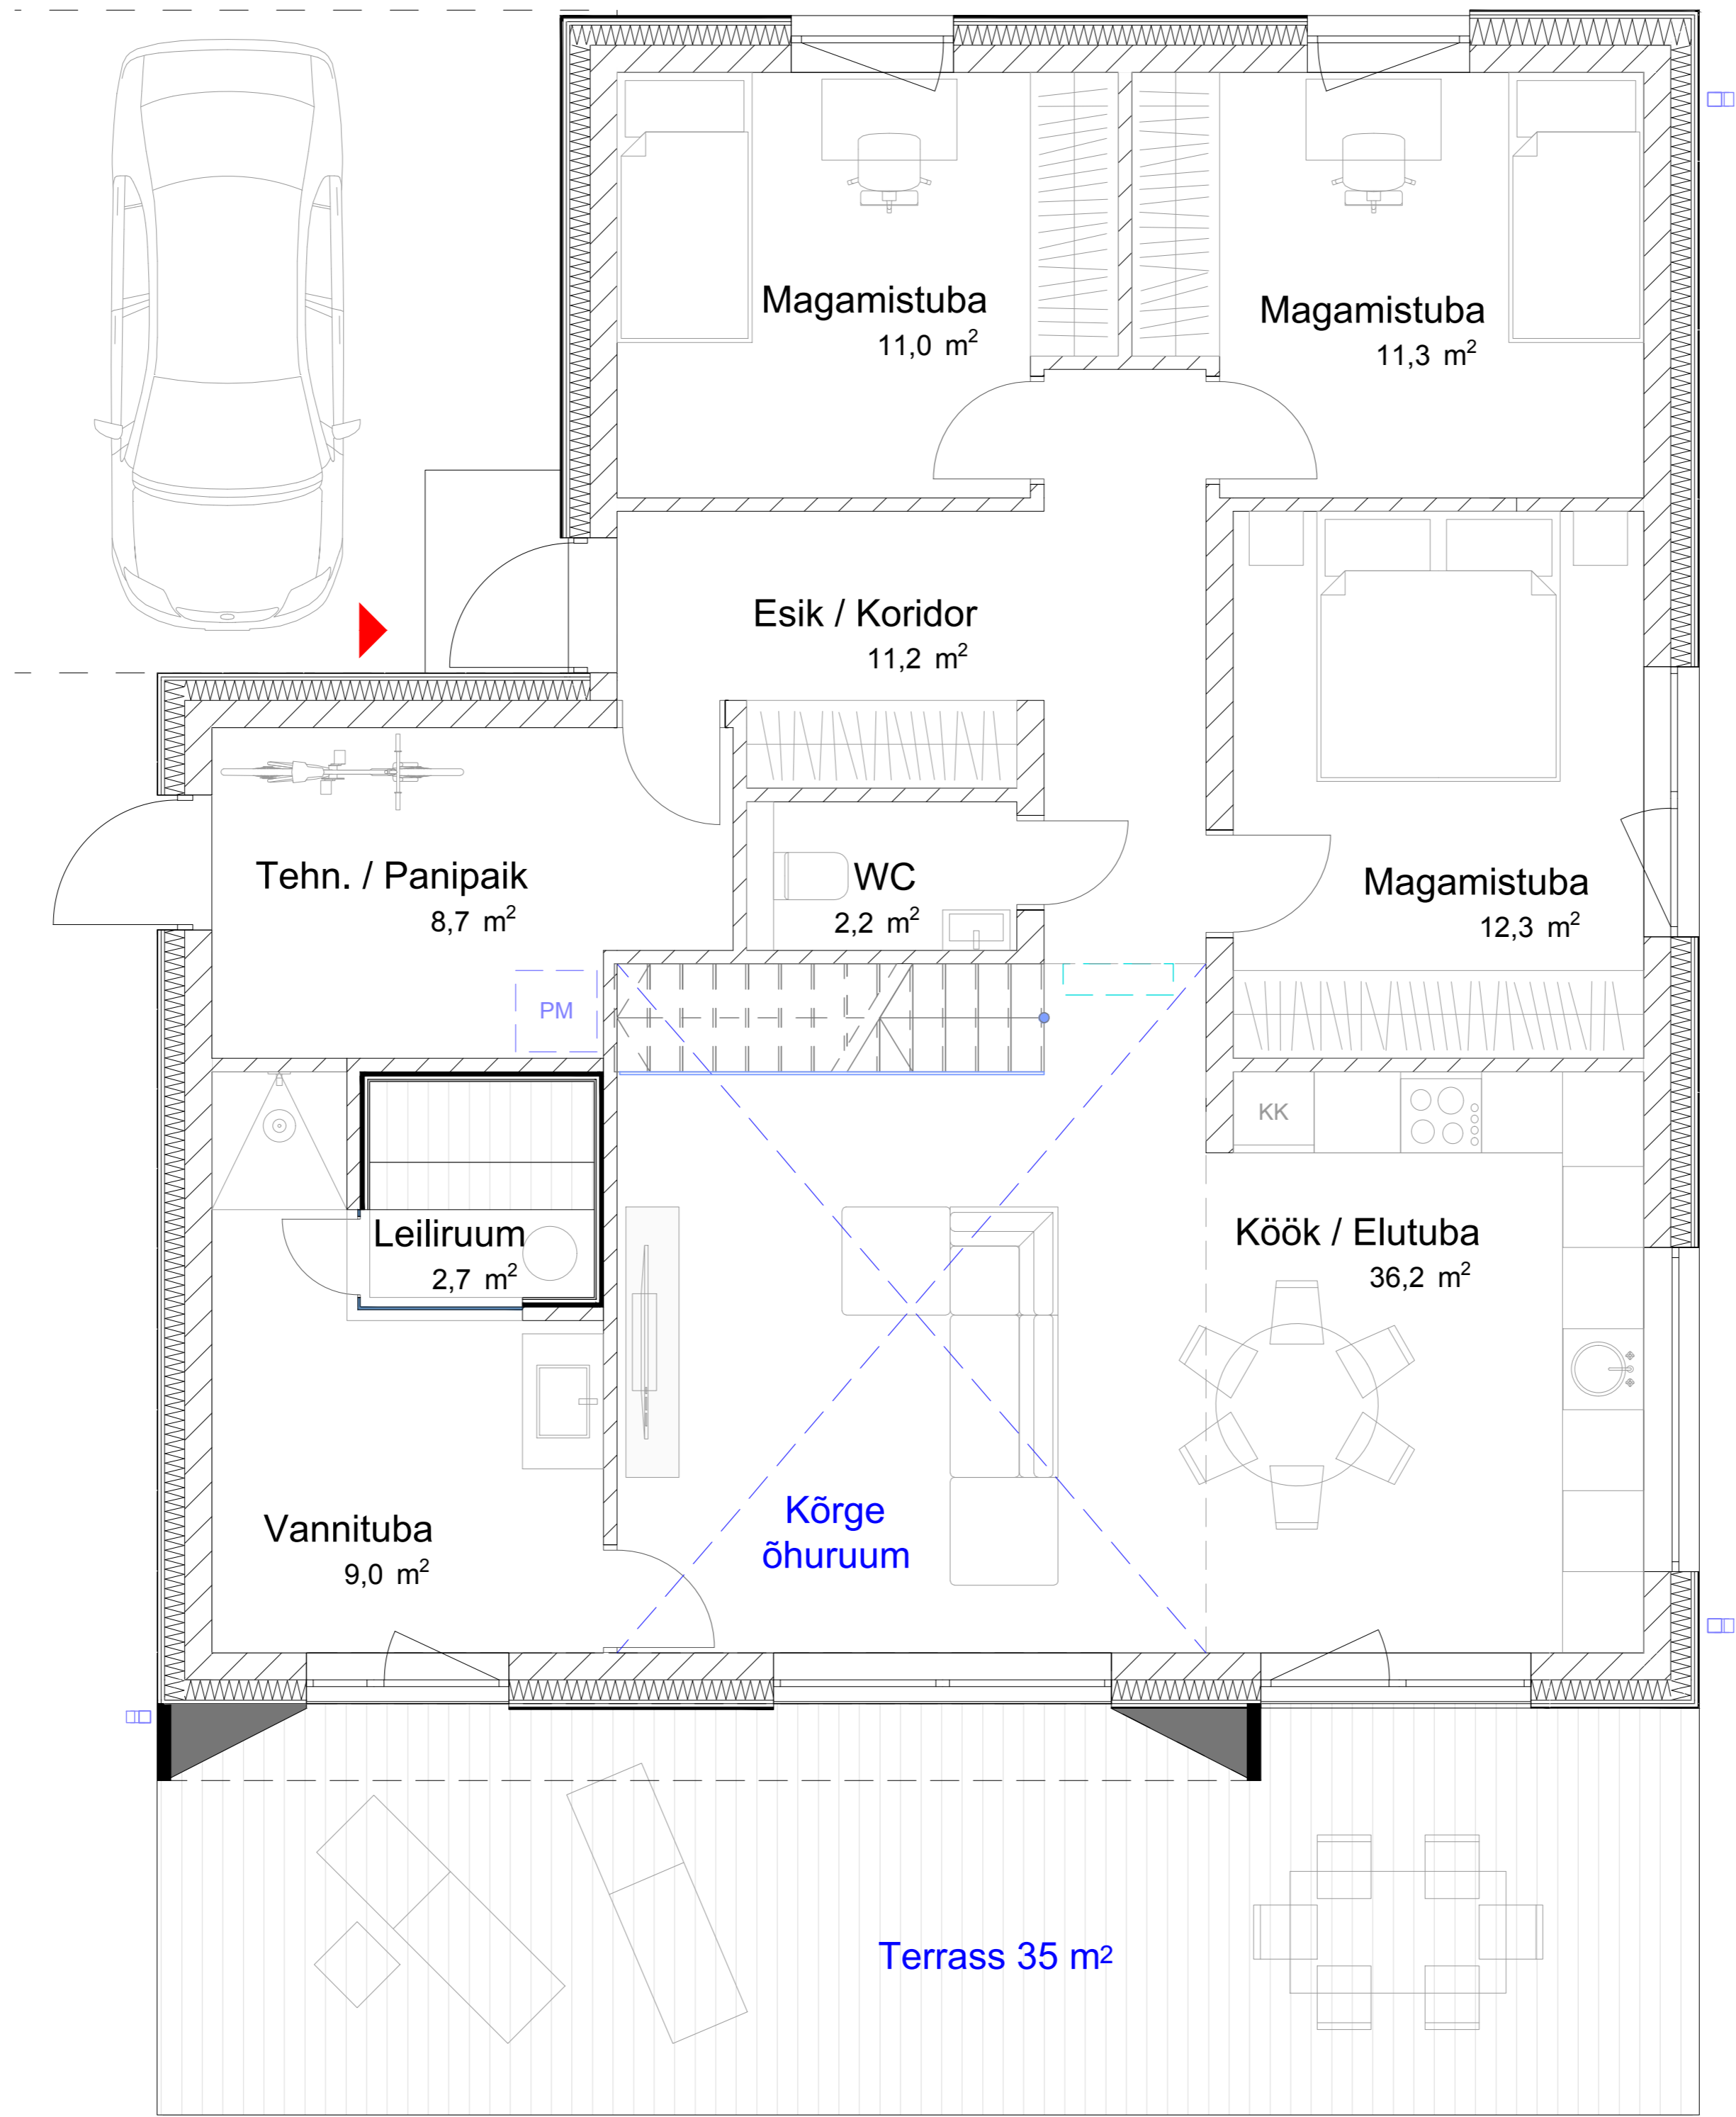 Magamistuba
11,0 m²
Magamistuba
11,3 m²
Esik / Koridor
11,2 m²
Tehn. / Panipaik
8,7 m²
WC
2,2 m²
Magamistuba
12,3 m²
PM
KK
Leiliruum
2,7 m²
Köök / Elutuba
36,2 m²
Vannituba
9,0 m²
Kõrge
õhuruum
Terrass 35 m²